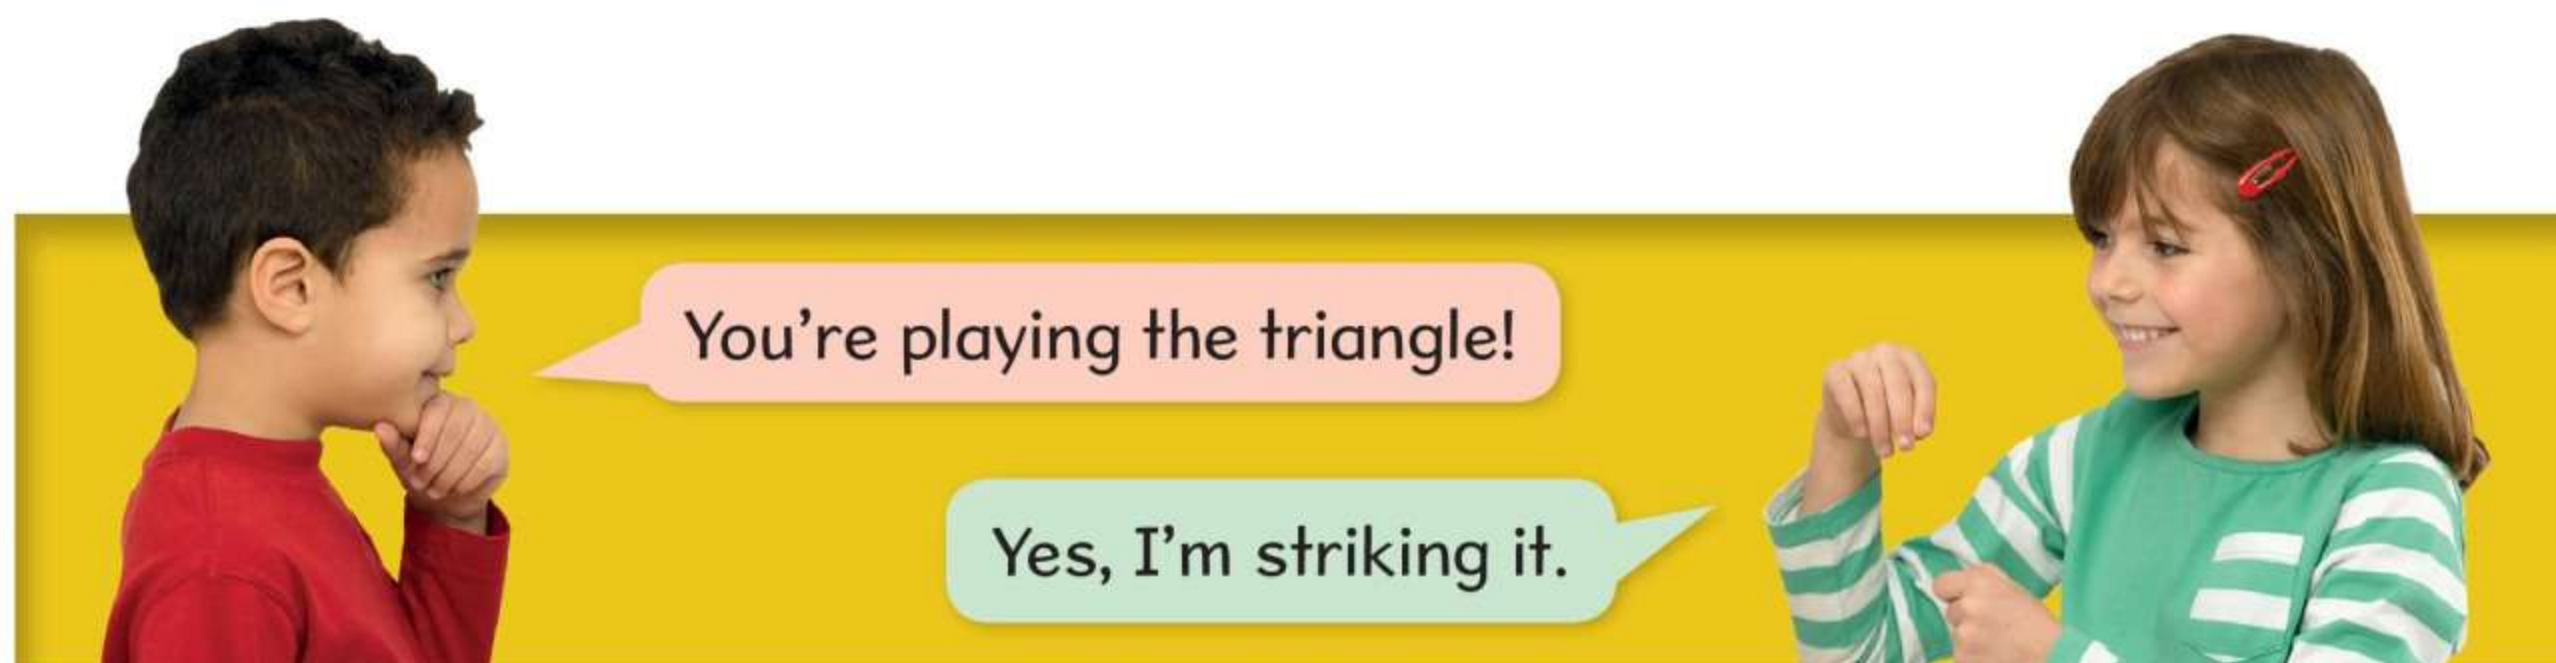 You're playing the triangle!
Yes, I'm striking it.